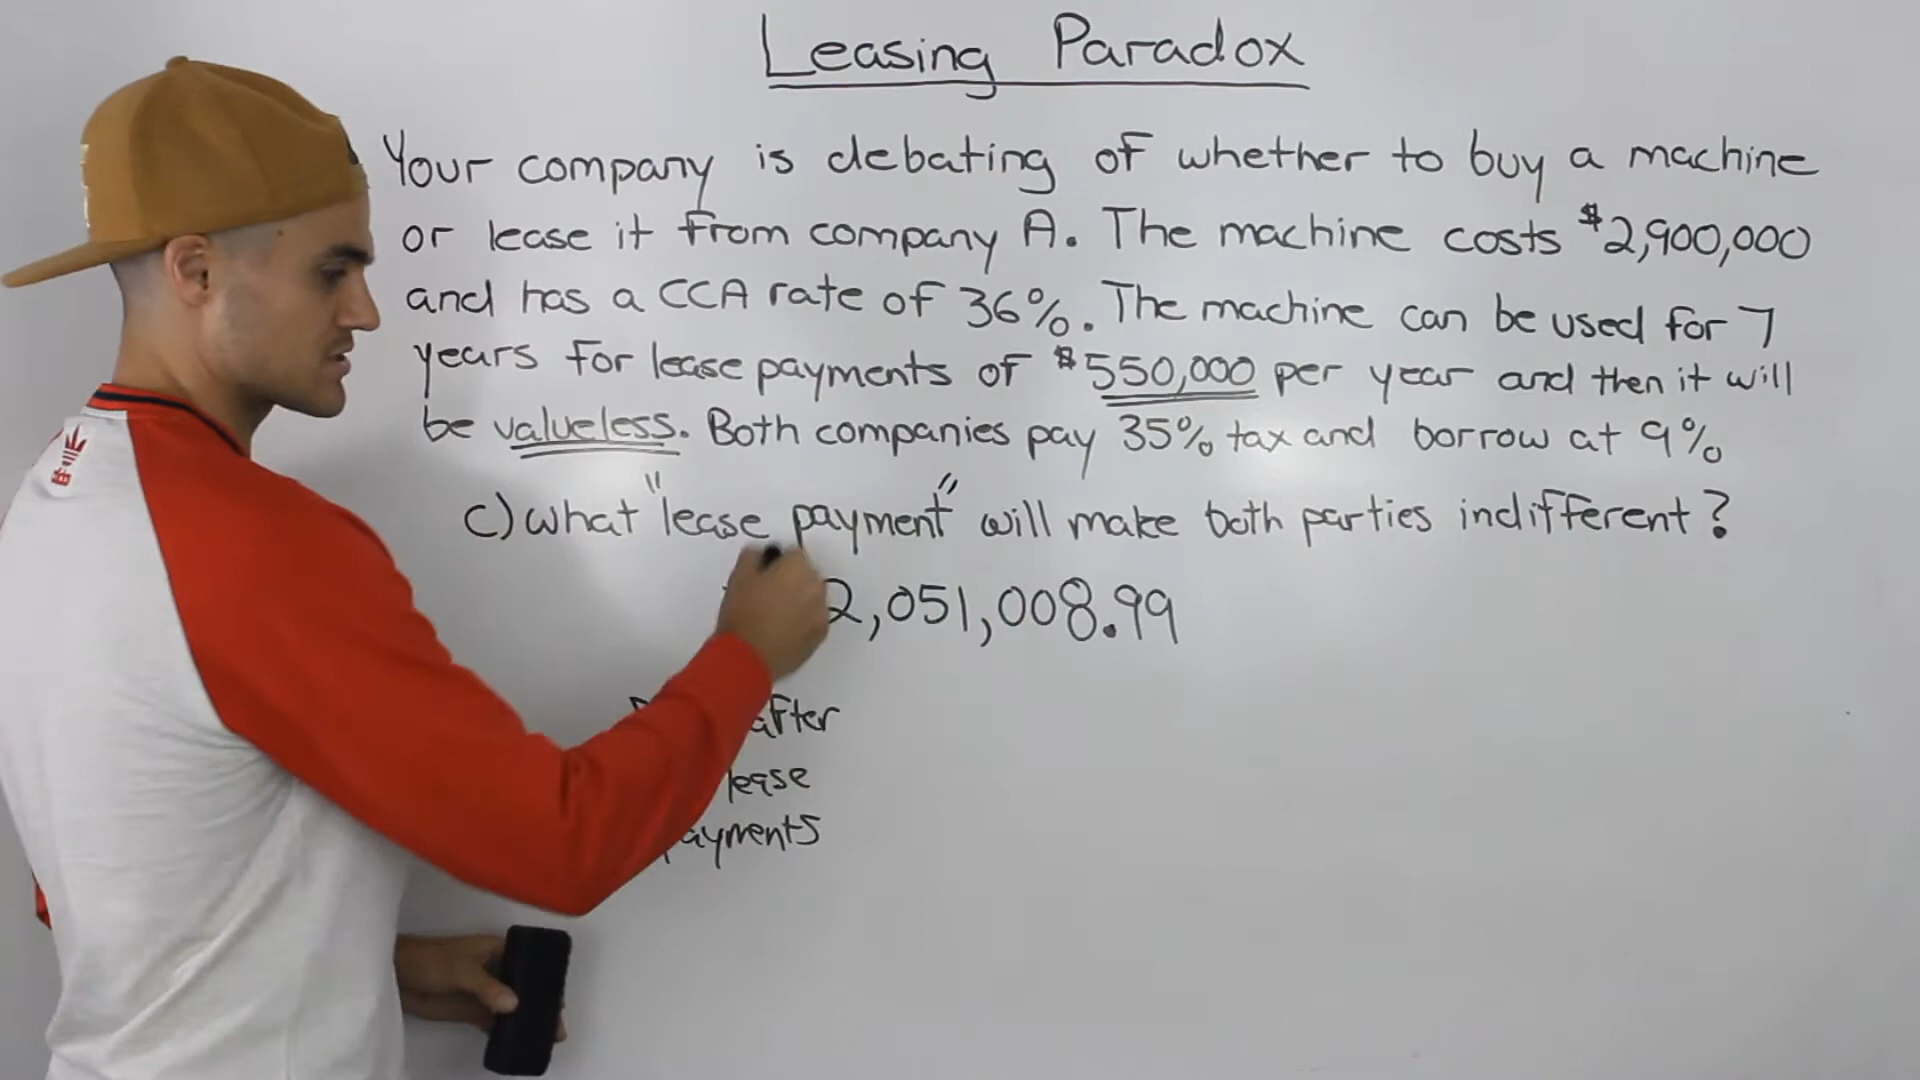 Leasing Paradox
Your company is debating of whether to buy a machine
or lease it from company A. The machine costs $2,900,000
and has a CCA rate of 36%. The machine can be used for 7
years for lease payments of $550,000 per year and then it will
be valueless. Both companies pay 35% tax and borrow at 9%
c) what "lease payment" will make both parties indifferent?
2,051,008.99
after
lease
payments